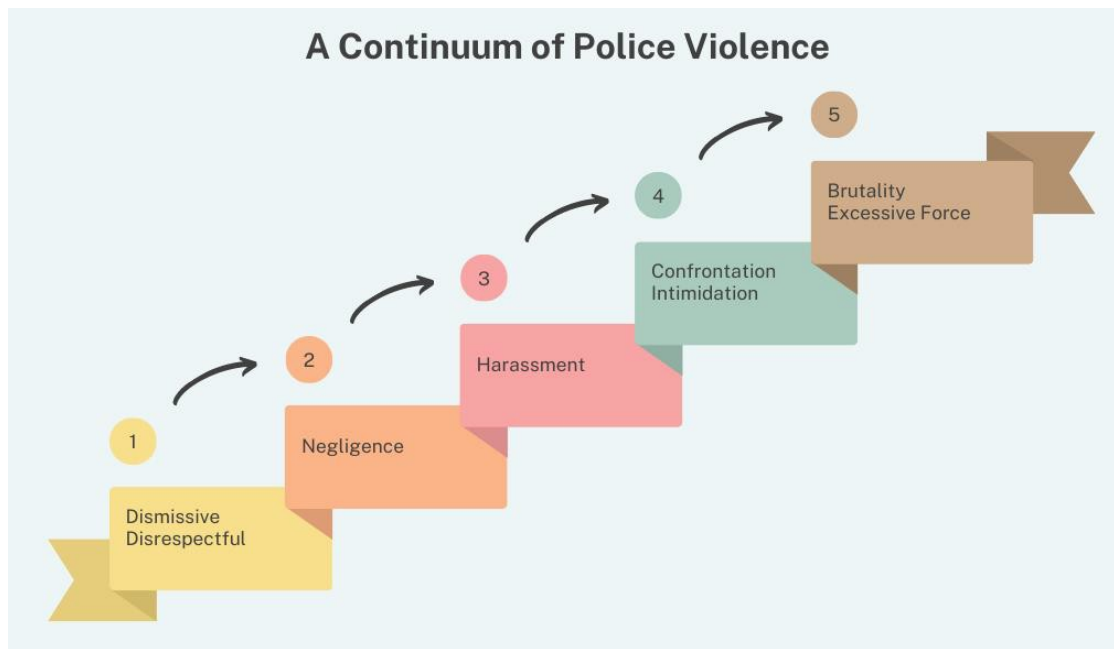 A Continuum of Police Violence
1
Dismissive
Disrespectful
2
Negligence
3
Harassment
4
Confrontation
Intimidation
5
Brutality
Excessive Force